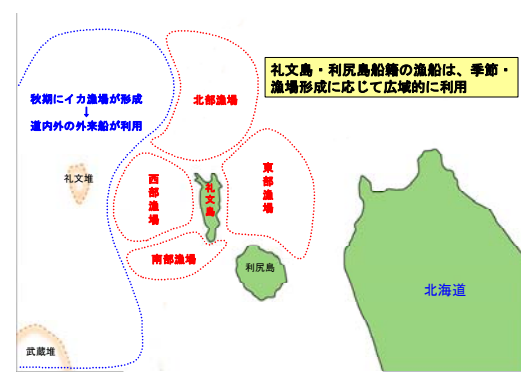 礼文島・利尻島船籍の漁船は、季節・
漁場形成に応じて広域的に利用
秋期にイカ漁場が形成
↓
道内外の外来船が利用
北部漁場
礼文堆
西部漁場
礼文島
東部漁場
南部漁場
利尻島
北海道
武蔵堆